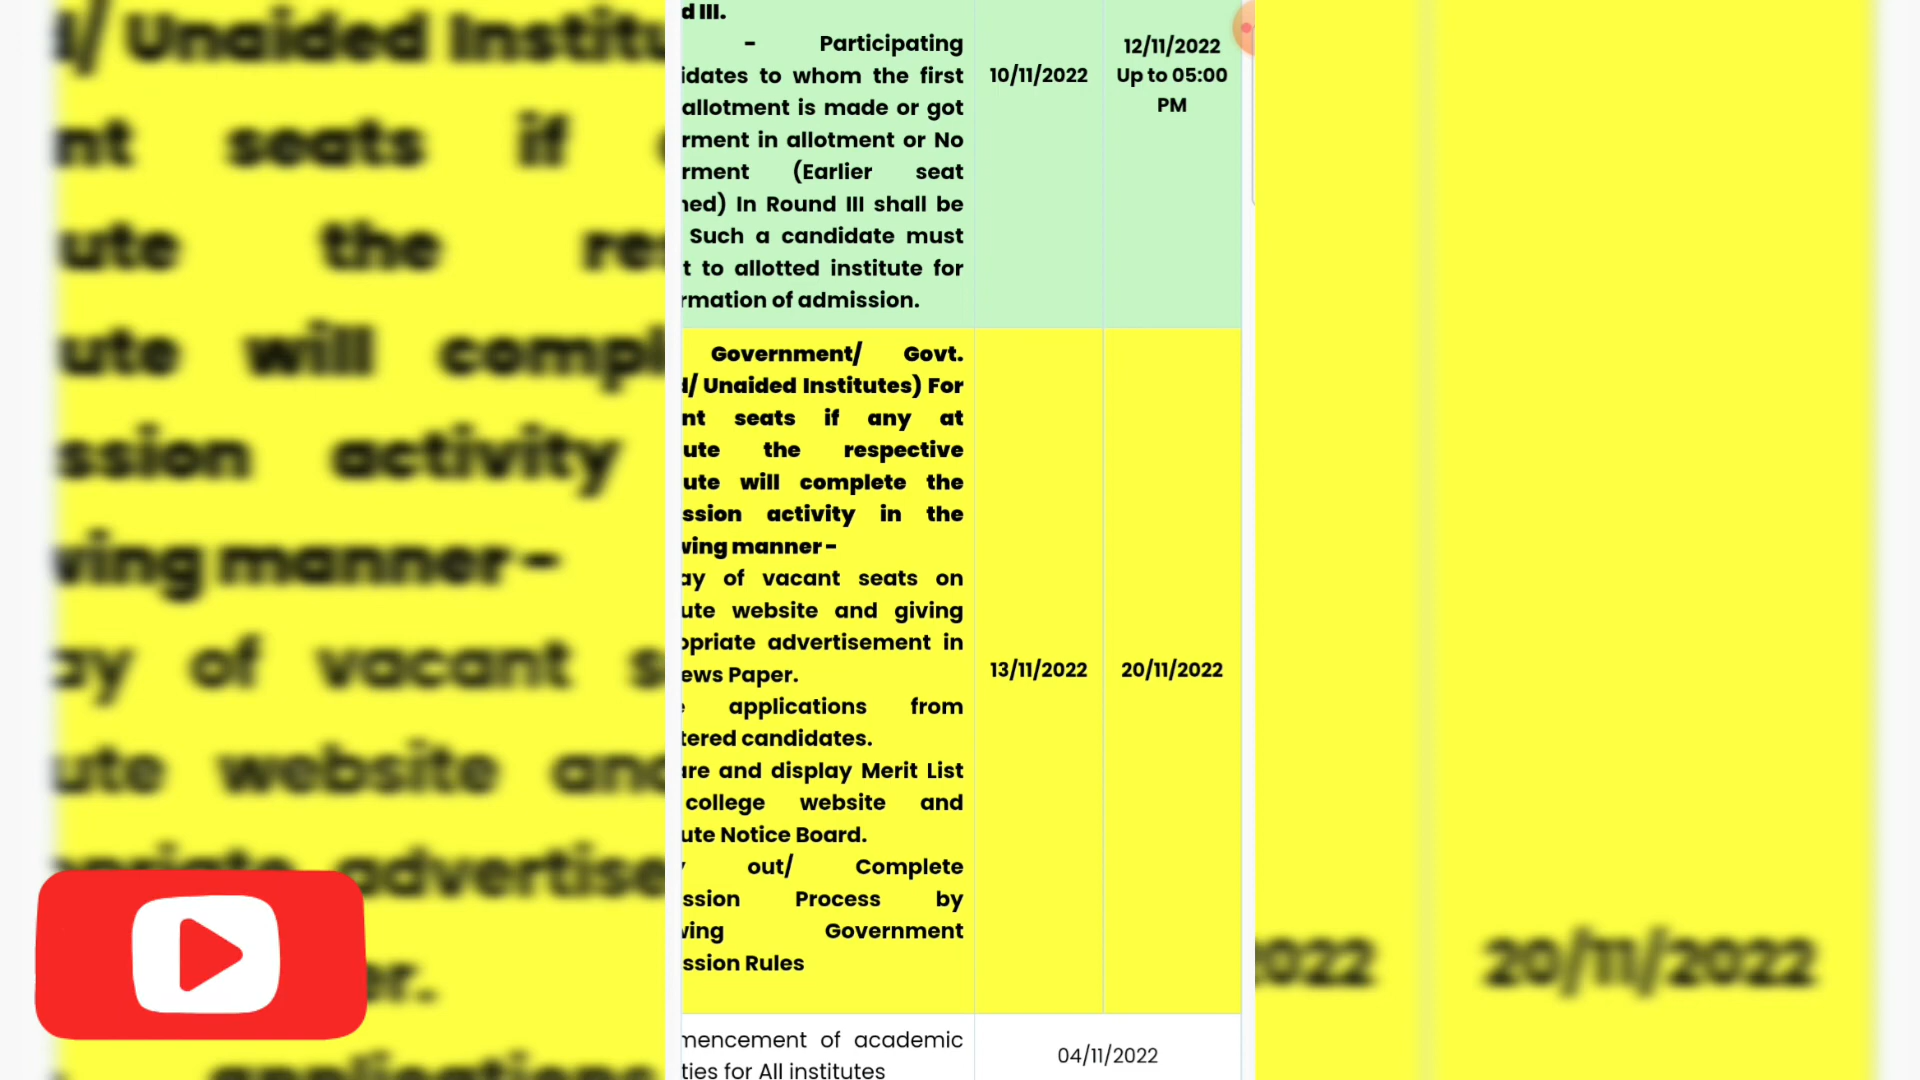 d III.
- Participating
idates to whom the first
allotment is made or got
rment in allotment or No
rment (Earlier seat
ned) In Round III shall be
Such a candidate must
t to allotted institute for
rmation of admission.
10/11/2022
12/11/2022
Up to 05:00
PM
Government/ Govt.
d/ Unaided Institutes) For
nt seats if any at
ute the respective
ute will complete the
ssion activity in the
wing manner-
ay of vacant seats on
ute website and giving
opriate advertisement in
ews Paper.
e applications from
tered candidates.
are and display Merit List
college website and
ute Notice Board.
y out/ Complete
ssion Process by
wing Government
ssion Rules
13/11/2022
20/11/2022
mencement of academic
ties for All institutes
04/11/2022